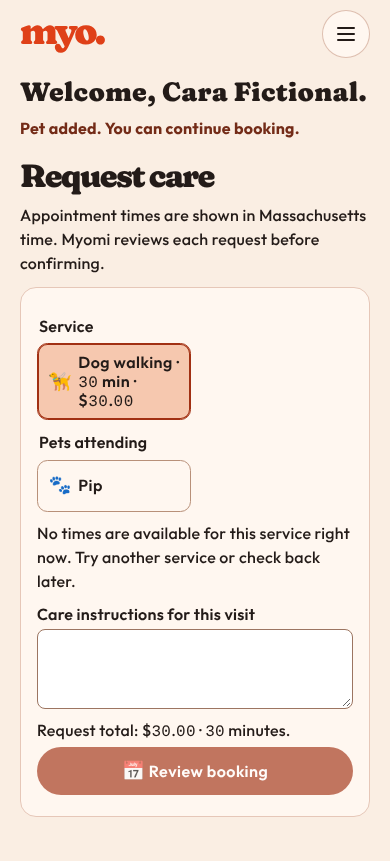 myo.
Welcome, Cara Fictional.
Pet added. You can continue booking.
Request care
Appointment times are shown in Massachusetts
time. Myomi reviews each request before
confirming.
Service
Dog walking ·
30 min ·
$30.00
Pets attending
Pip
No times are available for this service right
now. Try another service or check back
later.
Care instructions for this visit
Request total: $30.00 · 30 minutes.
Review booking